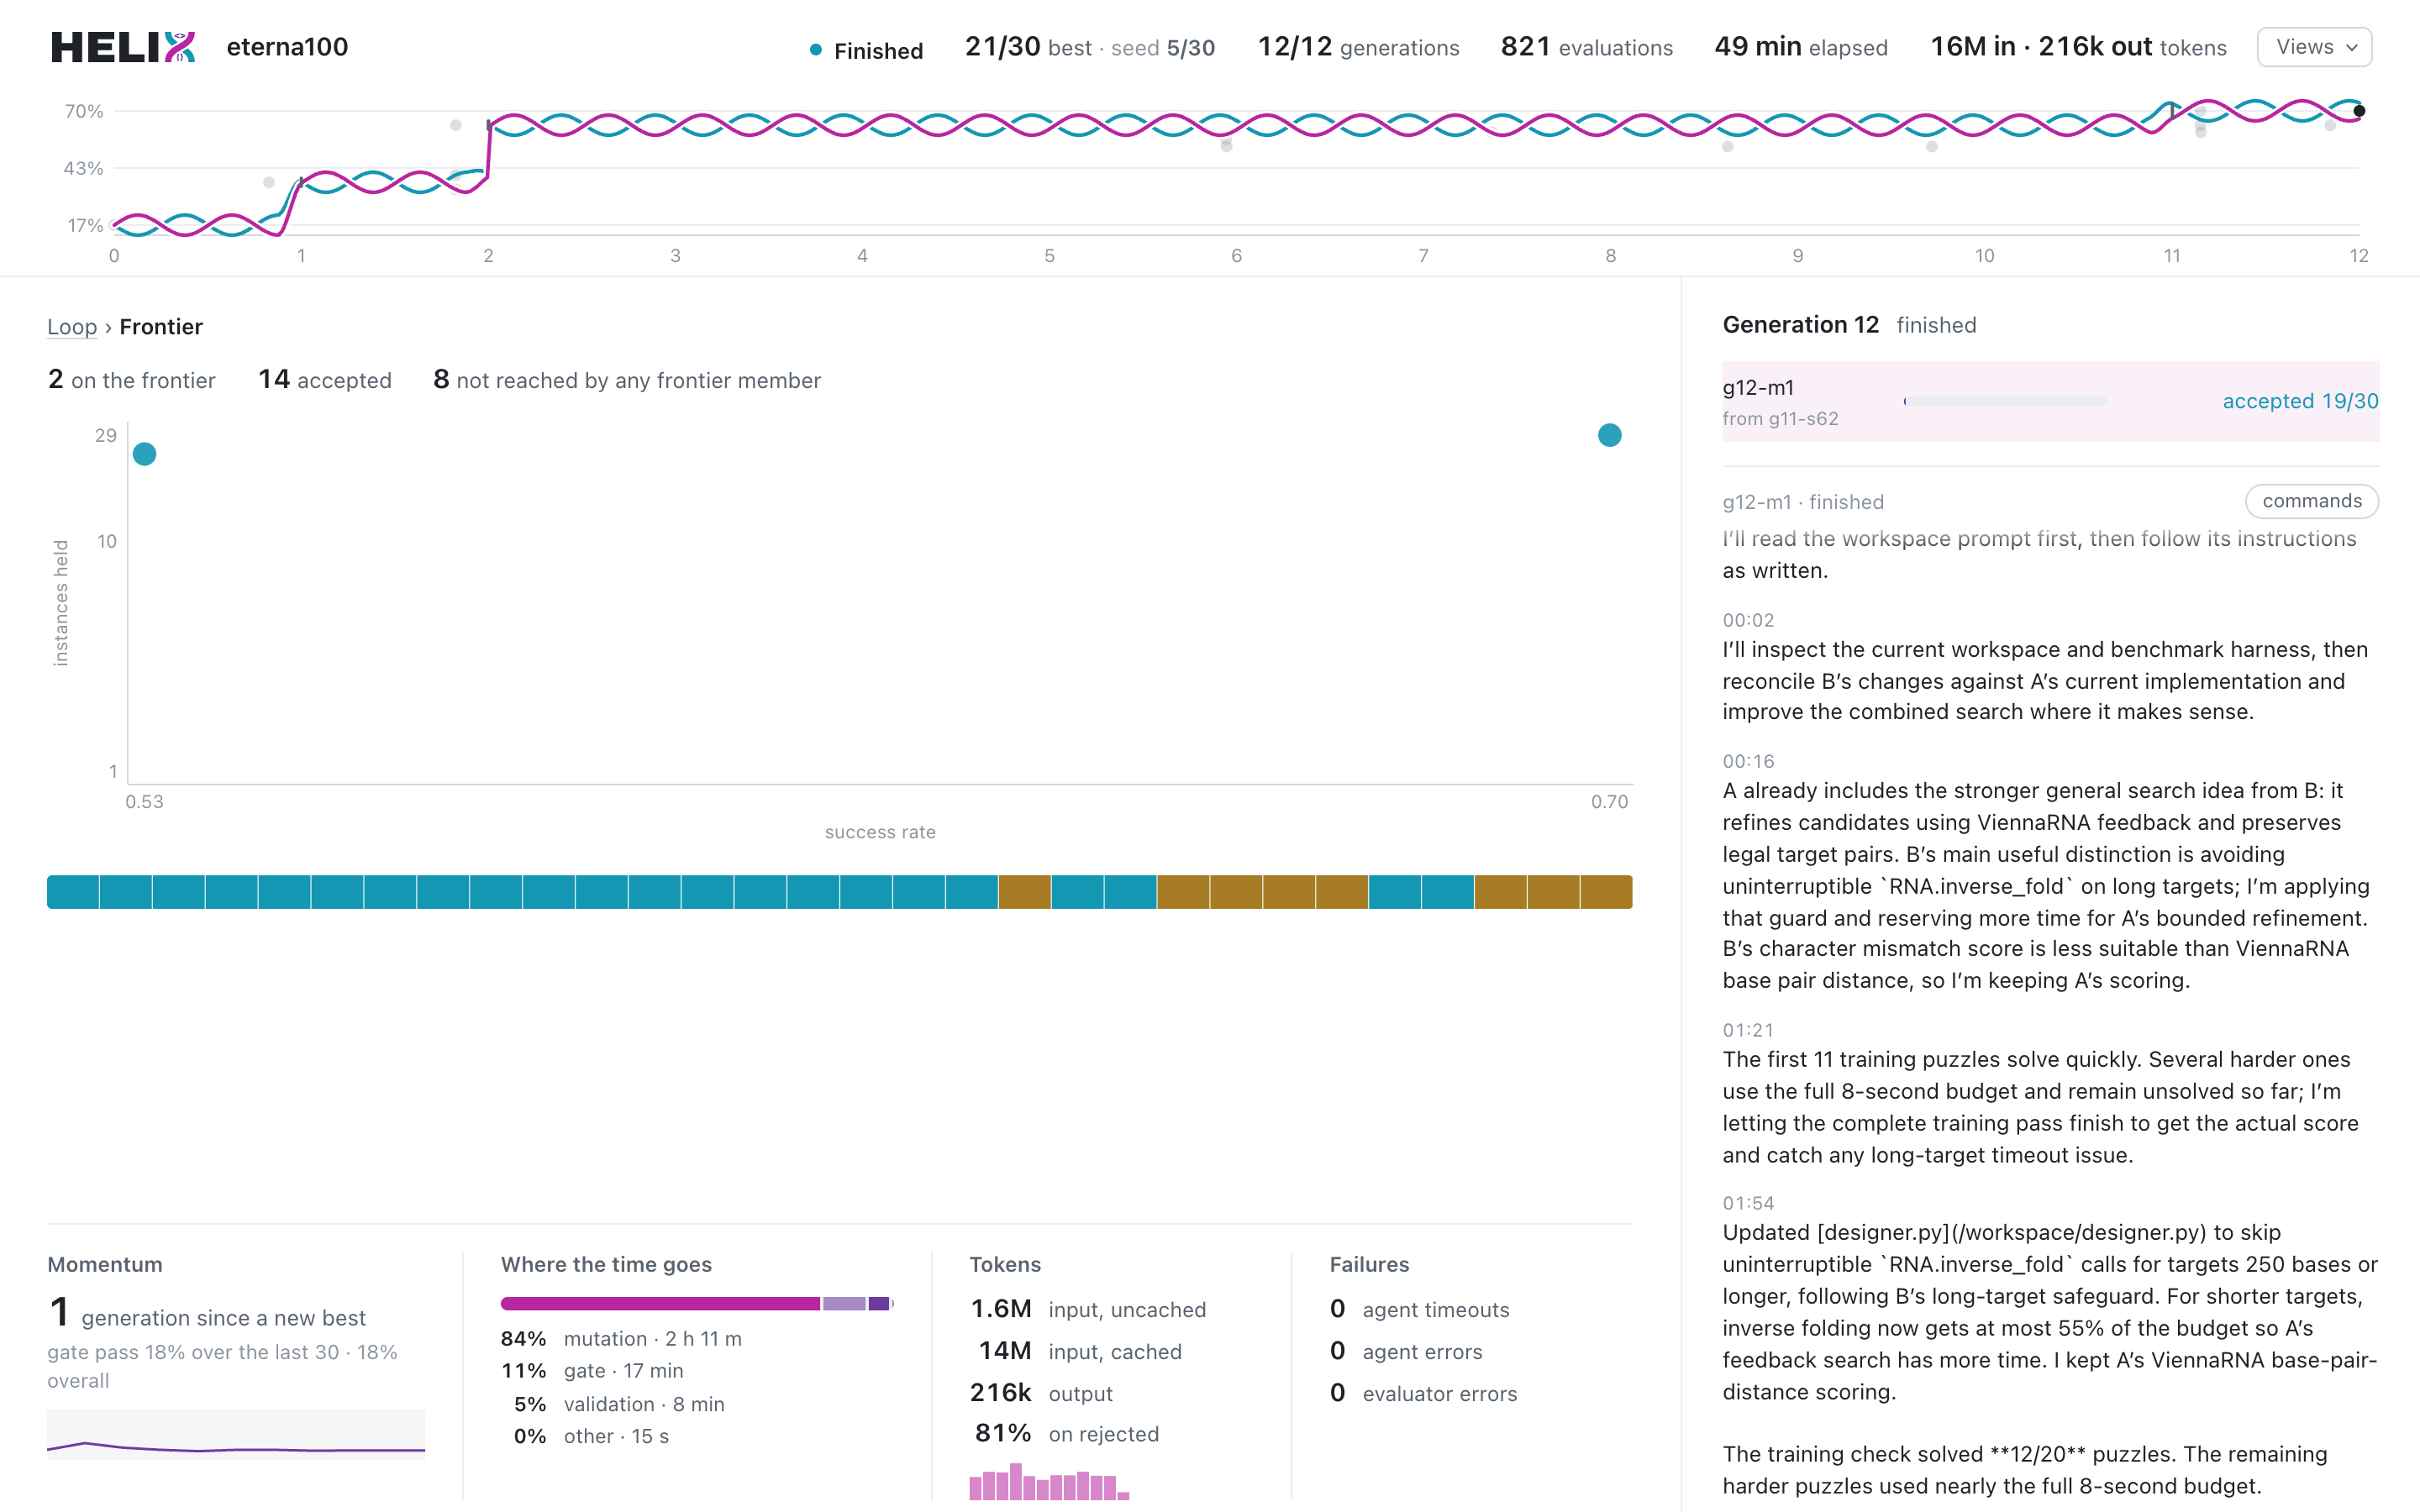 HELIX eterna100
Finished 21/30 best · seed 5/30 12/12 generations 821 evaluations 49 min elapsed 16M in · 216k out tokens Views
70%
43%
17%
0 1 2 3 4 5 6 7 8 9 10 11 12
Loop › Frontier
2 on the frontier 14 accepted 8 not reached by any frontier member
29
10
1
instances held
0.53 0.70
success rate
Momentum
1 generation since a new best
gate pass 18% over the last 30 · 18%
overall
Where the time goes
84% mutation · 2 h 11 m
11% gate · 17 min
5% validation · 8 min
0% other · 15 s
Tokens
1.6M input, uncached
14M input, cached
216k output
81% on rejected
Failures
0 agent timeouts
0 agent errors
0 evaluator errors
Generation 12 finished
g12-m1
from g11-s62
accepted 19/30
g12-m1 · finished commands
I’ll read the workspace prompt first, then follow its instructions
as written.
00:02
I’ll inspect the current workspace and benchmark harness, then
reconcile B’s changes against A’s current implementation and
improve the combined search where it makes sense.
00:16
A already includes the stronger general search idea from B: it
refines candidates using ViennaRNA feedback and preserves
legal target pairs. B’s main useful distinction is avoiding
uninterruptible `RNA.inverse_fold` on long targets; I’m applying
that guard and reserving more time for A’s bounded refinement.
B’s character mismatch score is less suitable than ViennaRNA
base pair distance, so I’m keeping A’s scoring.
01:21
The first 11 training puzzles solve quickly. Several harder ones
use the full 8-second budget and remain unsolved so far; I’m
letting the complete training pass finish to get the actual score
and catch any long-target timeout issue.
01:54
Updated [designer.py](/workspace/designer.py) to skip
uninterruptible `RNA.inverse_fold` calls for targets 250 bases or
longer, following B’s long-target safeguard. For shorter targets,
inverse folding now gets at most 55% of the budget so A’s
feedback search has more time. I kept A’s ViennaRNA base-pair-
distance scoring.
The training check solved **12/20** puzzles. The remaining
harder puzzles used nearly the full 8-second budget.